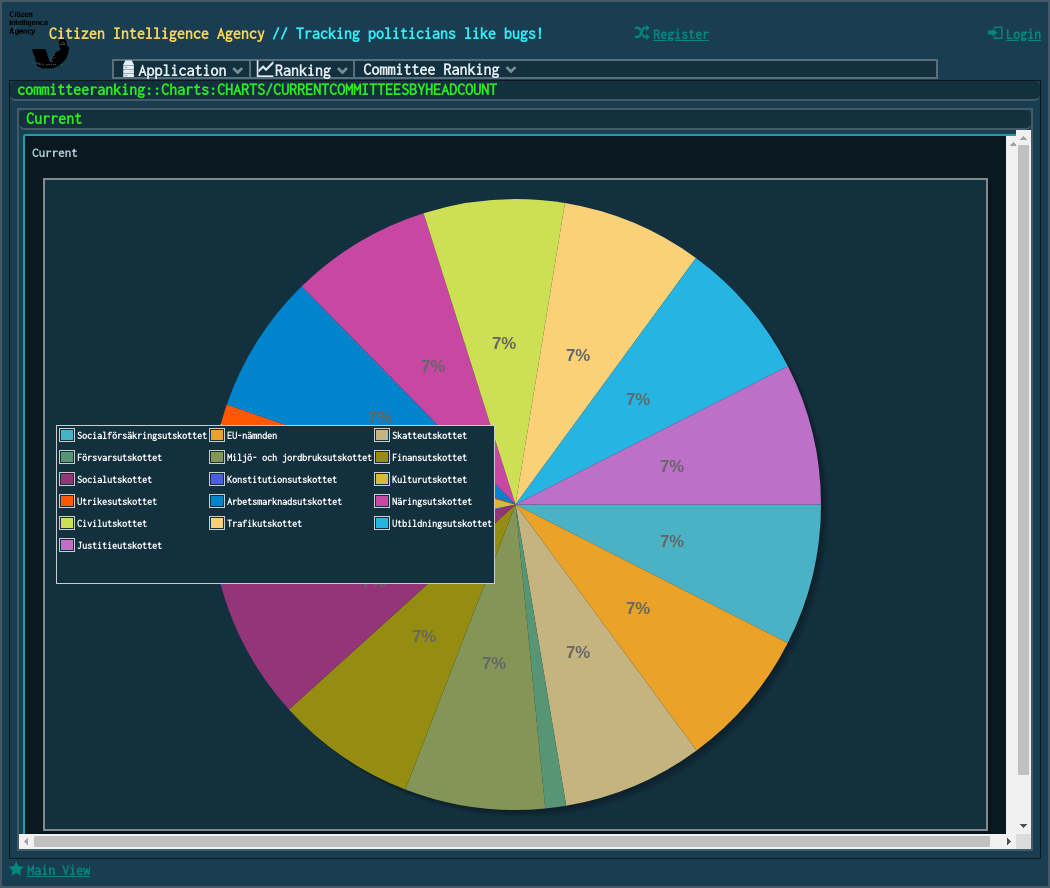 Citizen
Intelligence
Agency
Citizen Intelligence Agency // Tracking politicians like bugs!
Register
Login
Application
Ranking
Committee Ranking
committeeranking::Charts:CHARTS/CURRENTCOMMITTEESBYHEADCOUNT
Current
Current
7%
7%
7%
7%
7%
7%
Socialförsäkringsutskottet
EU-nämnden
Skatteutskottet
Försvarsutskottet
Miljö- och jordbruksutskottet
Finansutskottet
Socialutskottet
Konstitutionsutskottet
Kulturutskottet
Utrikesutskottet
Arbetsmarknadsutskottet
Näringsutskottet
Civilutskottet
Trafikutskottet
Utbildningsutskottet
Justitieutskottet
7%
7%
7%
7%
7%
Main View